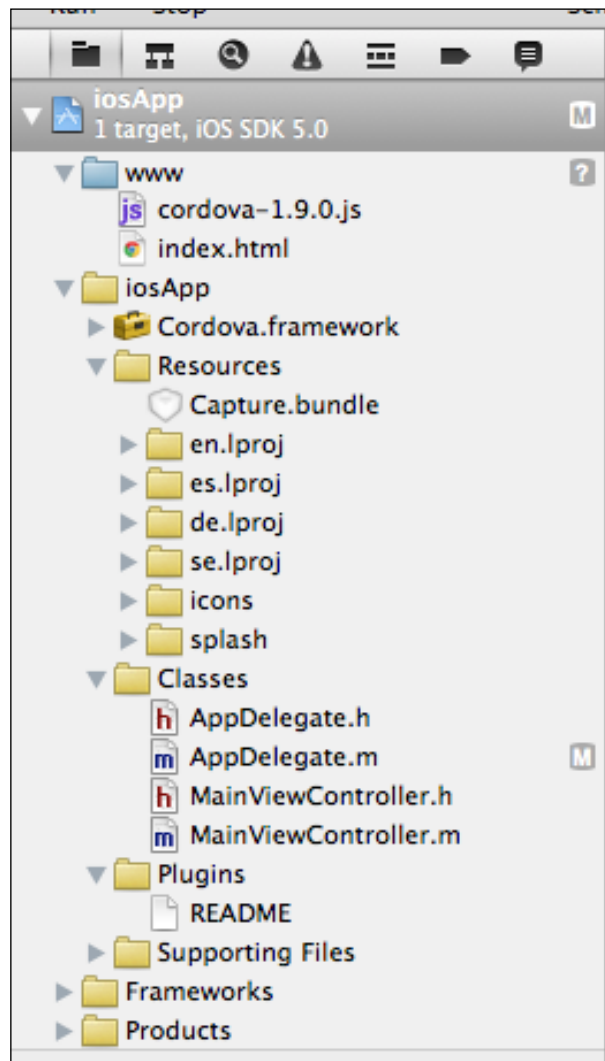 Stop
iosApp
M
1 target, iOS SDK 5.0
www
?
js
cordova-1.9.0.js
index.html
iosApp
Cordova.framework
Resources
Capture.bundle
en.lproj
es.lproj
de.lproj
se.lproj
icons
splash
Classes
h AppDelegate.h
m AppDelegate.m M
h MainViewController.h
m MainViewController.m
Plugins
README
Supporting Files
Frameworks
Products